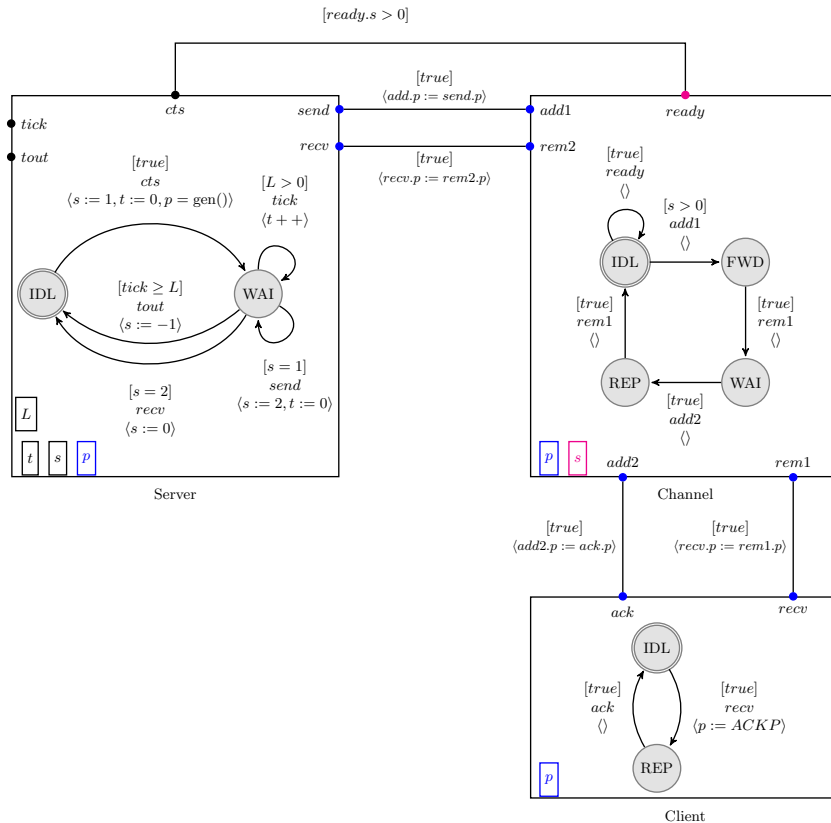 [ready.s > 0]
cts
tick
tout
send
recv
[true]
⟨add.p := send.p⟩
[true]
⟨recv.p := rem2.p⟩
add1
rem2
ready
[true]
cts
⟨s := 1, t := 0, p = gen()⟩
[L > 0]
tick
⟨t + +⟩
IDL
WAI
[tick ≥ L]
tout
⟨s := −1⟩
[s = 2]
recv
⟨s := 0⟩
[s = 1]
send
⟨s := 2, t := 0⟩
L
t
s
p
Server
[true]
ready
⟨⟩
[s > 0]
add1
⟨⟩
IDL
FWD
[true]
rem1
⟨⟩
[true]
rem1
⟨⟩
REP
WAI
[true]
add2
⟨⟩
p
s
add2
rem1
Channel
[true]
⟨add2.p := ack.p⟩
[true]
⟨recv.p := rem1.p⟩
ack
recv
IDL
[true]
ack
⟨⟩
[true]
recv
⟨p := ACKP⟩
REP
p
Client